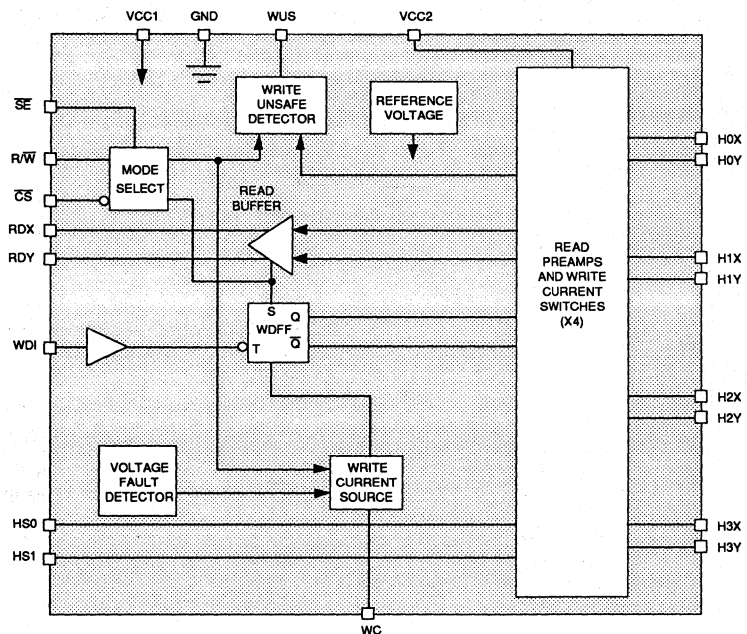 VCC1 GND WUS VCC2
S̅E̅
WRITE
UNSAFE
DETECTOR
REFERENCE
VOLTAGE
H0X
R/W̅
H0Y
MODE
SELECT
C̅S̅
READ
BUFFER
RDX
RDY
READ
PREAMPS
AND WRITE
CURRENT
SWITCHES
(X4)
H1X
H1Y
S Q
WDFF
T Q̅
WDI
H2X
H2Y
VOLTAGE
FAULT
DETECTOR
WRITE
CURRENT
SOURCE
HS0
H3X
HS1
H3Y
WC